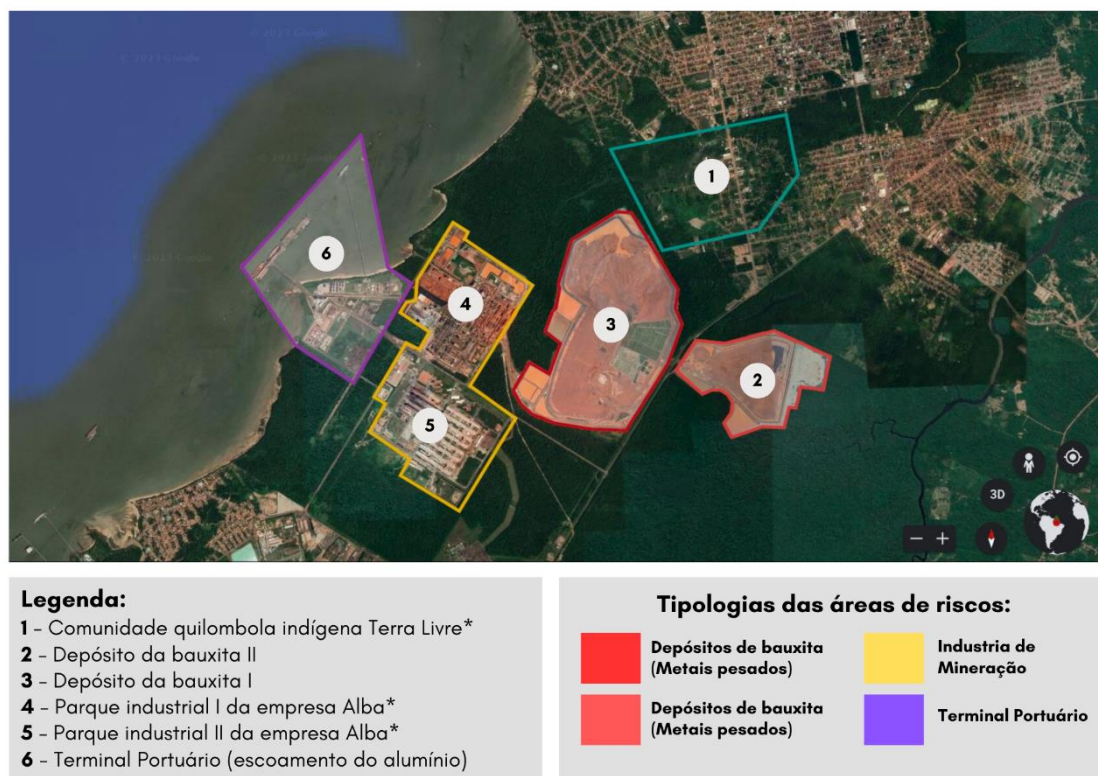 © 2023 Google
6
1
4
3
2
5
3D
Legenda:
1 - Comunidade quilombola indígena Terra Livre*
2 - Depósito da bauxita II
3 - Depósito da bauxita I
4 - Parque industrial I da empresa Alba*
5 - Parque industrial II da empresa Alba*
6 - Terminal Portuário (escoamento do alumínio)
Tipologias das áreas de riscos:
Depósitos de bauxita
(Metais pesados)
Industria de
Mineração
Depósitos de bauxita
(Metais pesados)
Terminal Portuário